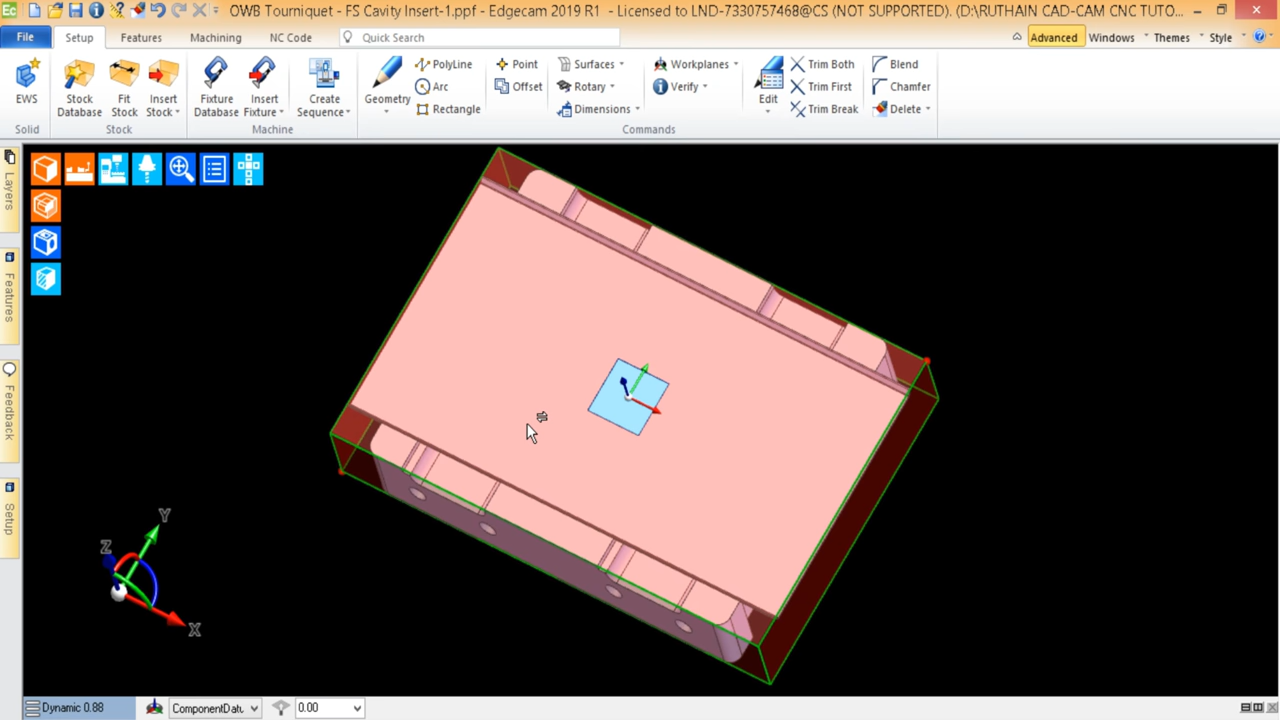 OWB Tourniquet - FS Cavity Insert-1.ppf - Edgecam 2019 R1 - Licensed to LMD-7330757468@CS (NOT SUPPORTED). (D:\RUTHAIN CAD-CAM CNC TUTO...
File Setup Features Machining NC Code Quick Search Advanced Windows Themes Style
PolyLine Point Surfaces Workplanes Trim Both Blend
Arc Offset Rotary Verify Trim First Chamfer
EWS Stock Database Fit Stock Insert Stock Fixture Database Insert Fixture Create Sequence Geometry Rectangle Dimensions Edit Trim Break Delete
Solid Stock Machine Commands
Layers
Features
Feedback
Setup
Y
Z
X
Dynamic 0.88 ComponentDatu 0.00